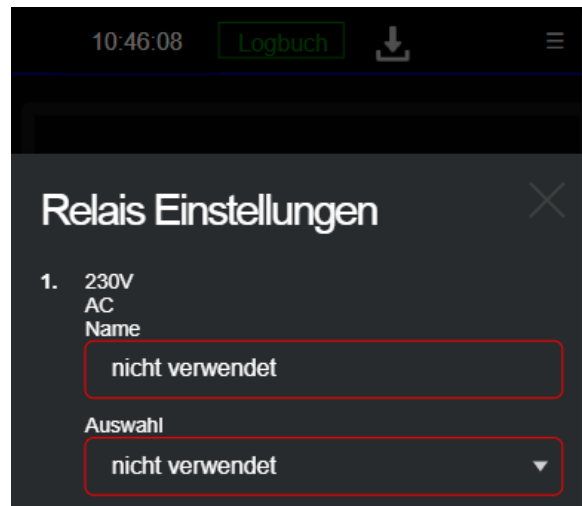 10:46:08 Logbuch
Relais Einstellungen
1. 230V
AC
Name
nicht verwendet
Auswahl
nicht verwendet